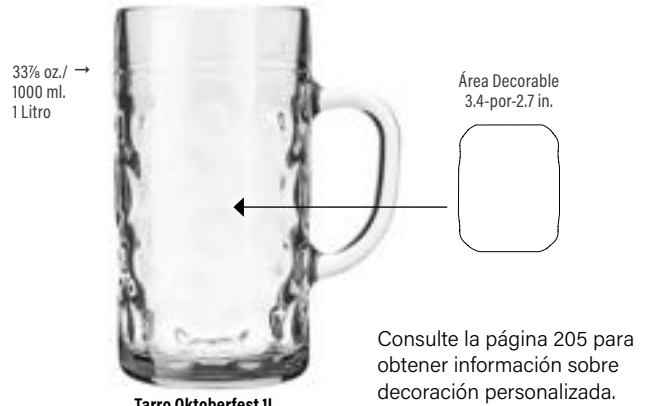 33⅞ oz./ →
1000 ml.
1 Litro
Área Decorable
3.4-por-2.7 in.
Consulte la página 205 para
obtener información sobre
decoración personalizada.
Tarro Oktoberfest 1L